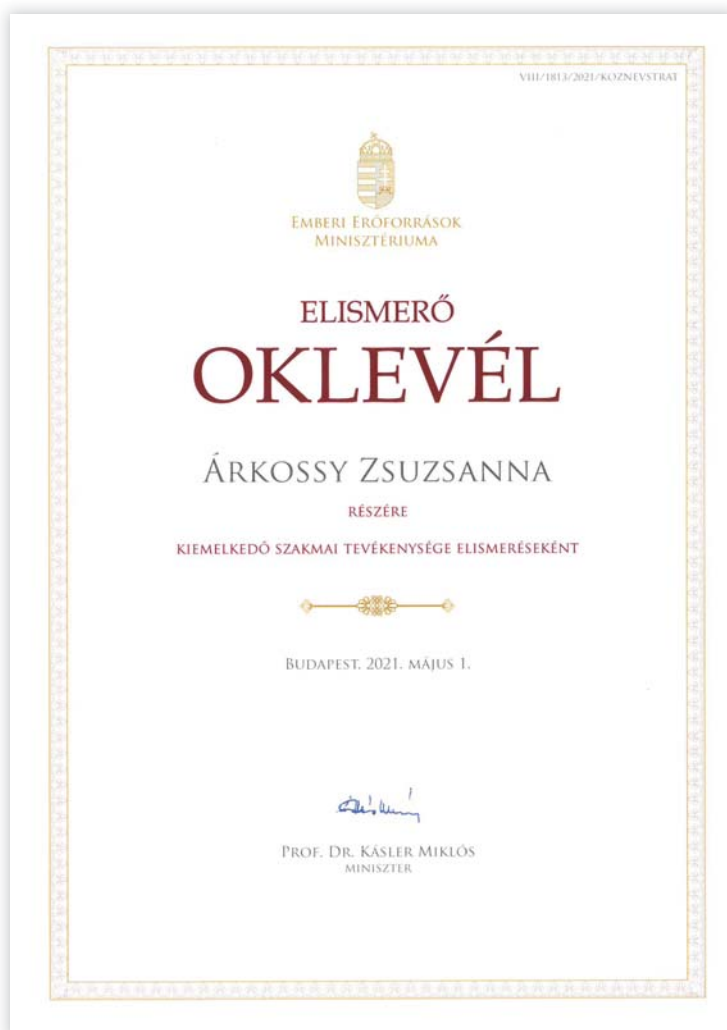 VIII/1813/2021/KOZNEVSTRAT
EMBERI ERŐFORRÁSOK
MINISZTÉRIUMA
ELISMERŐ
OKLEVÉL
ÁRKOSSY ZSUZSANNA
RÉSZÉRE
KIEMELKEDŐ SZAKMAI TEVÉKENYSÉGE ELISMERÉSEKÉNT
BUDAPEST, 2021. MÁJUS 1.
PROF. DR. KÁSLER MIKLÓS
MINISZTER